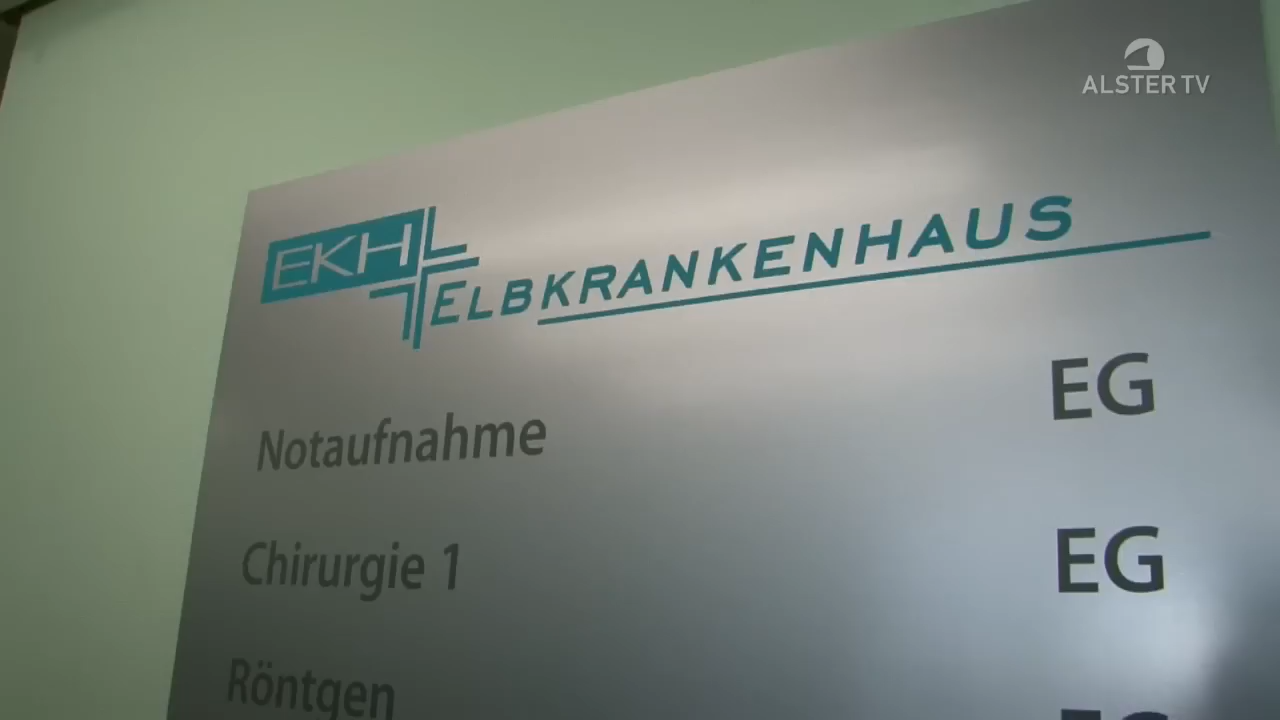 ALSTER TV
EKH ELBKRANKENHAUS
Notaufnahme EG
Chirurgie 1 EG
Röntgen